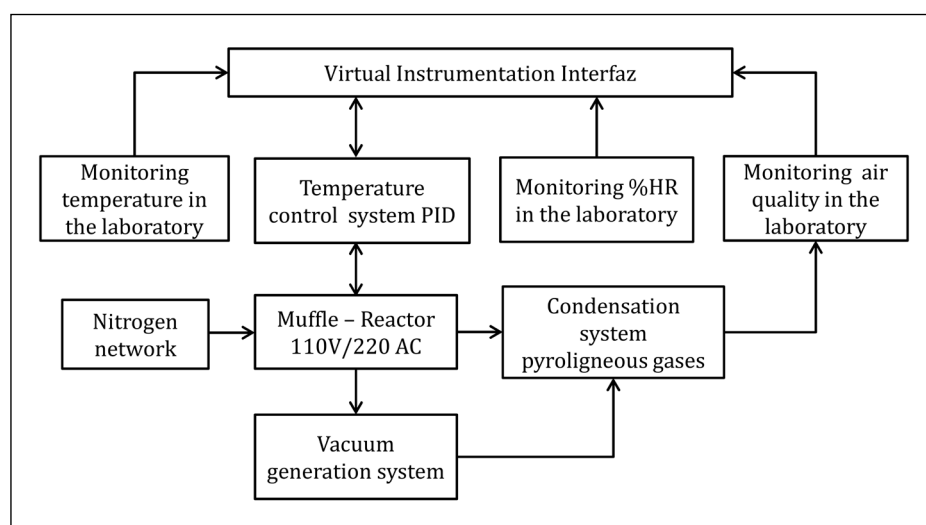 Virtual Instrumentation Interfaz
Monitoring
temperature in
the laboratory
Temperature
control system PID
Monitoring %HR
in the laboratory
Monitoring air
quality in the
laboratory
Nitrogen
network
Muffle – Reactor
110V/220 AC
Condensation
system
pyroligneous gases
Vacuum
generation system